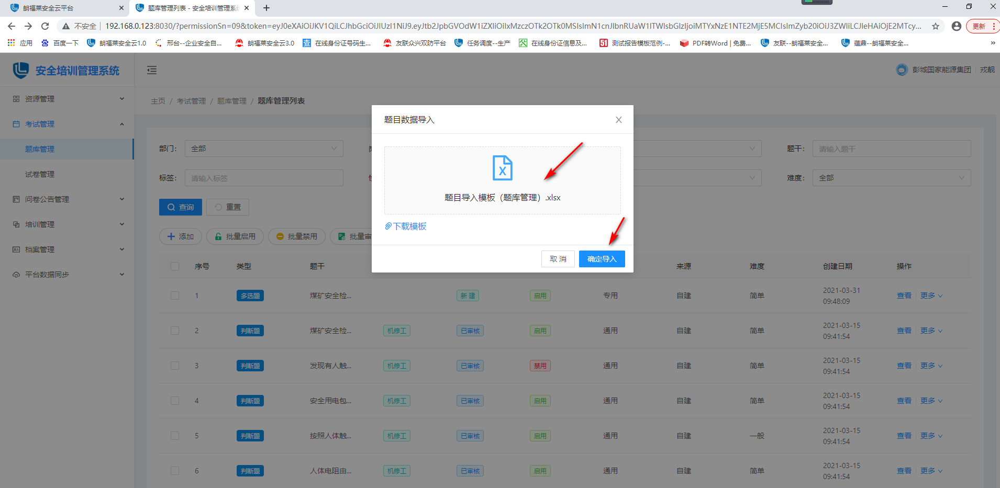 朗福莱安全云平台
题库管理列表 - 安全培训管理系统
不安全 192.168.0.123:8030/?permissionSn=09&token=eyJ0eXAiOiJKV1QiLCJhbGciOiJIUzI1NiJ9.eyJtb2JpbGVOdW1iZXIiOiIxMzczOTk2OTk0MSIsImN1cnJlbnRUaW1lTWlsbGlzIjoiMTYxNzE1NTE2MjE5MCIsImZyb20iOiJ3ZWIiLCJleHAiOjE2MTcy...
更新
应用 百度一下 朗福莱安全云1.0 邢台--企业安全自... 朗福莱安全云3.0 在线身份证号码生... 友联众兴双防平台 任务调度--生产 在线身份证信息及... 测试报告模板范例-... PDF转Word | 免费... 友联--朗福莱安全... 蕴鼎--朗福莱安全... »
安全培训管理系统
彭城国家能源集团 戎靓
资源管理
考试管理
题库管理
试卷管理
问卷公告管理
培训管理
档案管理
平台数据同步
主页 / 考试管理 / 题库管理 / 题库管理列表
部门: 全部
题干: 请输入题干
标签: 请输入标签
难度: 全部
查询 重置
添加 批量启用 批量禁用 批量审
题目数据导入
题目导入模板（题库管理）.xlsx
下载模板
取 消 确定导入
序号 类型 题干 来源 难度 创建日期 操作
1 多选题 煤矿安全检... 新 建 启用 专用 自建 简单 2021-03-31 09:48:09 查看 更多
2 判断题 煤矿安全检... 机修工 已审核 启用 通用 自建 简单 2021-03-15 09:41:54 查看 更多
3 判断题 发现有人触... 机修工 已审核 禁用 通用 自建 简单 2021-03-15 09:41:54 查看 更多
4 判断题 安全用电包... 机修工 已审核 启用 通用 自建 简单 2021-03-15 09:41:54 查看 更多
5 判断题 按照人体触... 机修工 已审核 启用 通用 自建 一般 2021-03-15 09:41:54 查看 更多
6 判断题 人体电阻由... 机修工 已审核 启用 通用 自建 简单 2021-03-15 09:41:54 查看 更多